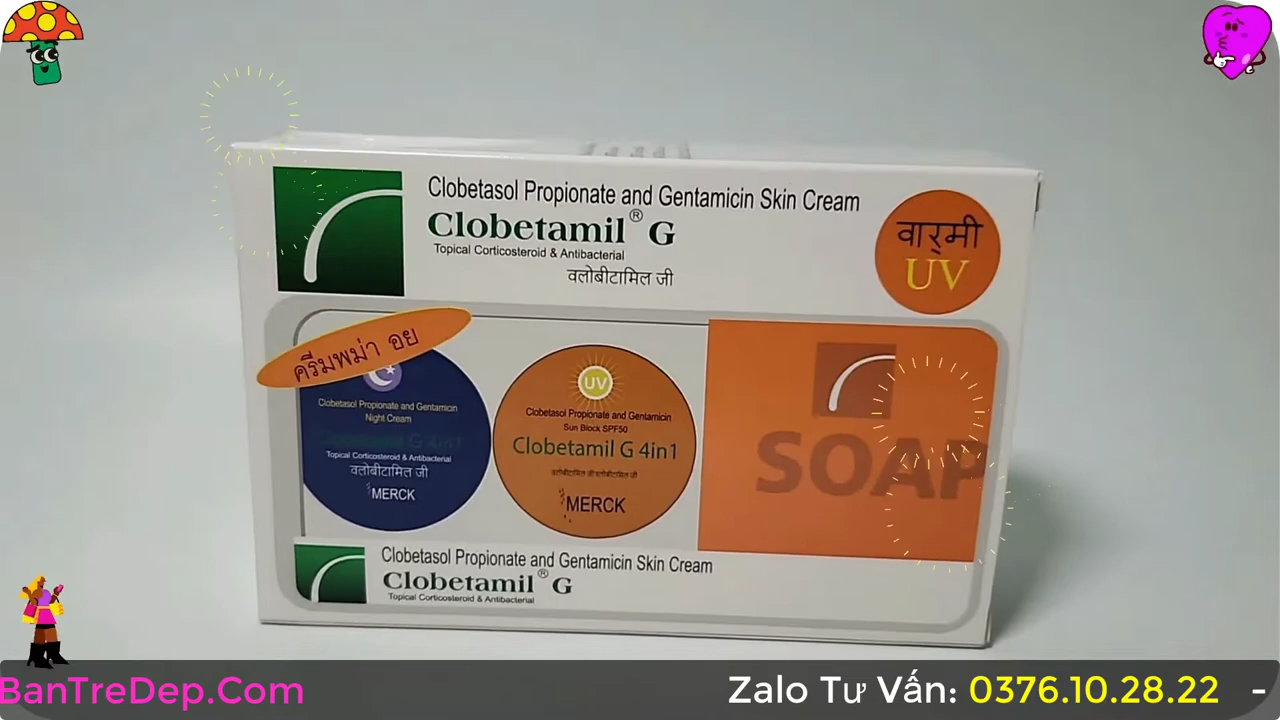 Clobetasol Propionate and Gentamicin Skin Cream
Clobetamil® G
Topical Corticosteroid & Antibacterial
क्लोबीटामिल जी
वार्मी
UV
ครีมพม่า อย
Clobetasol Propionate and Gentamicin
Night Cream
Clobetamil G 4in1
Topical Corticosteroid & Antibacterial
क्लोबीटामिल जी
MERCK
UV
Clobetasol Propionate and Gentamicin
Sun Block SPF50
Clobetamil G 4in1
MERCK
SOAP
Clobetasol Propionate and Gentamicin Skin Cream
Clobetamil® G
Topical Corticosteroid & Antibacterial
BanTreDep.Com
Zalo Tư Vấn: 0376.10.28.22 -